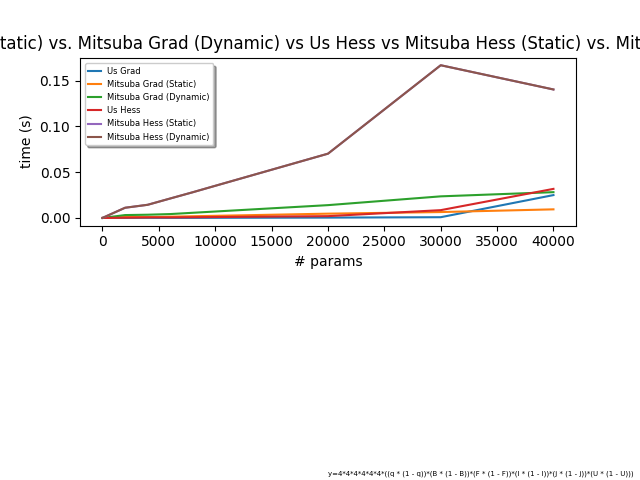 tatic) vs. Mitsuba Grad (Dynamic) vs Us Hess vs Mitsuba Hess (Static) vs. Mit
Us Grad
Mitsuba Grad (Static)
Mitsuba Grad (Dynamic)
Us Hess
Mitsuba Hess (Static)
Mitsuba Hess (Dynamic)
time (s)
0.15
0.10
0.05
0.00
0 5000 10000 15000 20000 25000 30000 35000 40000
# params
y=4*4*4*4*4*4*((q * (1 - q))*(B * (1 - B))*(F * (1 - F))*(I * (1 - I))*(J * (1 - J))*(U * (1 - U)))